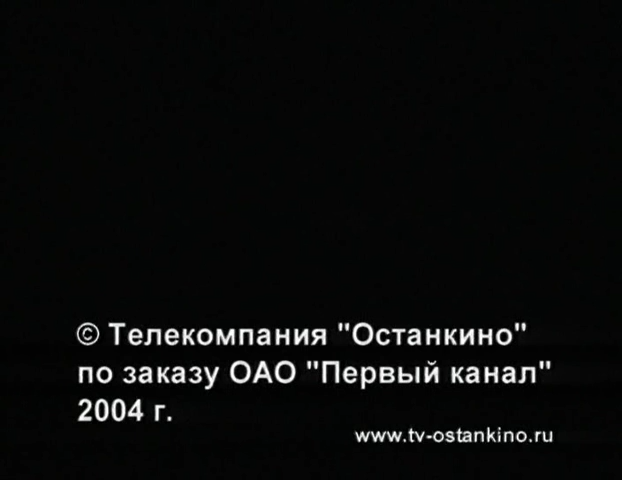 © Телекомпания "Останкино"
по заказу ОАО "Первый канал"
2004 г.
www.tv-ostankino.ru